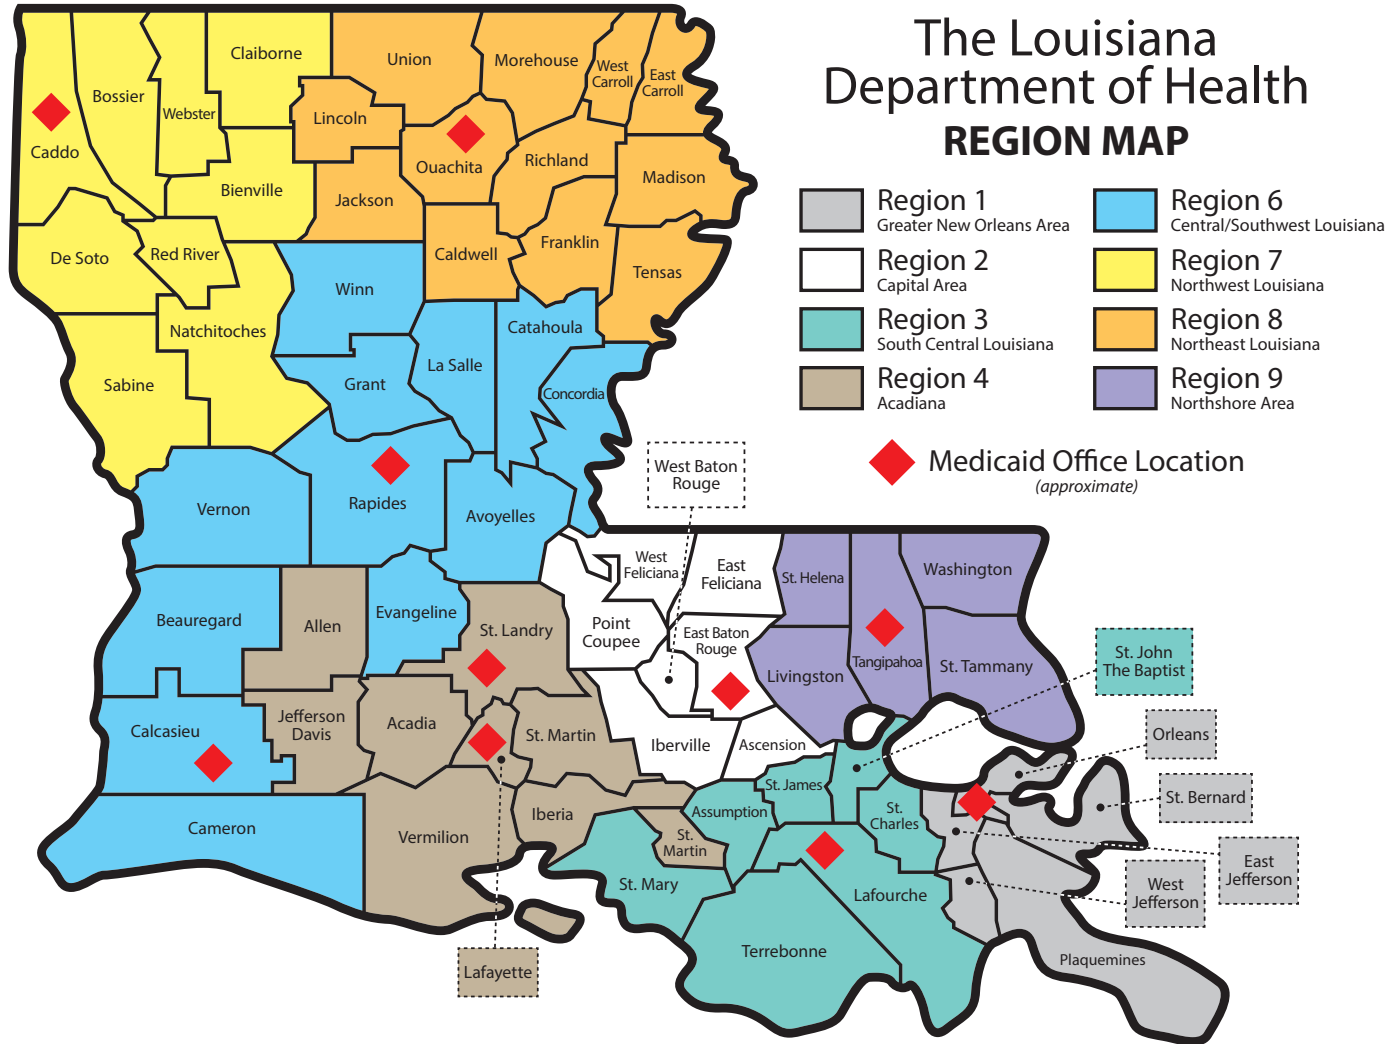 The Louisiana
Department of Health
REGION MAP
Region 1
Greater New Orleans Area
Region 2
Capital Area
Region 3
South Central Louisiana
Region 4
Acadiana
Region 6
Central/Southwest Louisiana
Region 7
Northwest Louisiana
Region 8
Northeast Louisiana
Region 9
Northshore Area
Medicaid Office Location
(approximate)
Caddo
Bossier
Webster
Claiborne
Union
Morehouse
West
Carroll
East
Carroll
Lincoln
Ouachita
Richland
Madison
Bienville
Jackson
De Soto
Red River
Caldwell
Franklin
Tensas
Winn
Natchitoches
Catahoula
La Salle
Sabine
Grant
Concordia
West Baton
Rouge
Vernon
Rapides
Avoyelles
West
Feliciana
East
Feliciana
St. Helena
Washington
Beauregard
Allen
Evangeline
St. Landry
Point
Coupee
East Baton
Rouge
Livingston
Tangipahoa
St. Tammany
St. John
The Baptist
Calcasieu
Jefferson
Davis
Acadia
St. Martin
Iberville
Ascension
Orleans
St. James
St. Bernard
Cameron
Vermilion
Iberia
Assumption
St.
Charles
St.
Martin
East
Jefferson
St. Mary
Lafourche
West
Jefferson
Terrebonne
Plaquemines
Lafayette